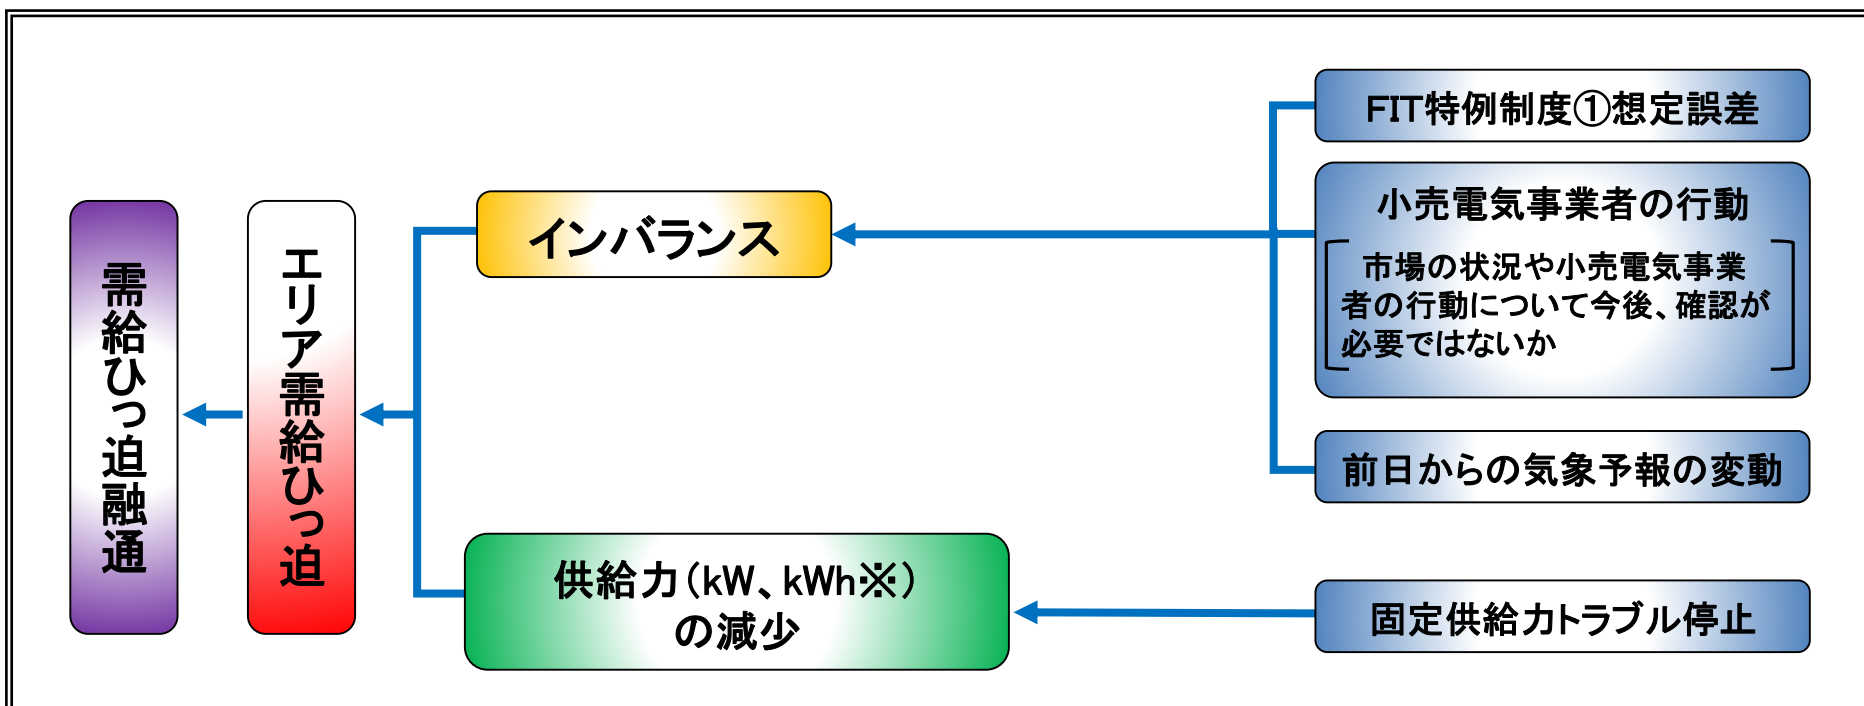 需給ひっ迫融通
エリア需給ひっ迫
インバランス
供給力(kW、kWh※)
の減少
FIT特例制度①想定誤差
小売電気事業者の行動
市場の状況や小売電気事業
者の行動について今後、確認が
必要ではないか
前日からの気象予報の変動
固定供給力トラブル停止